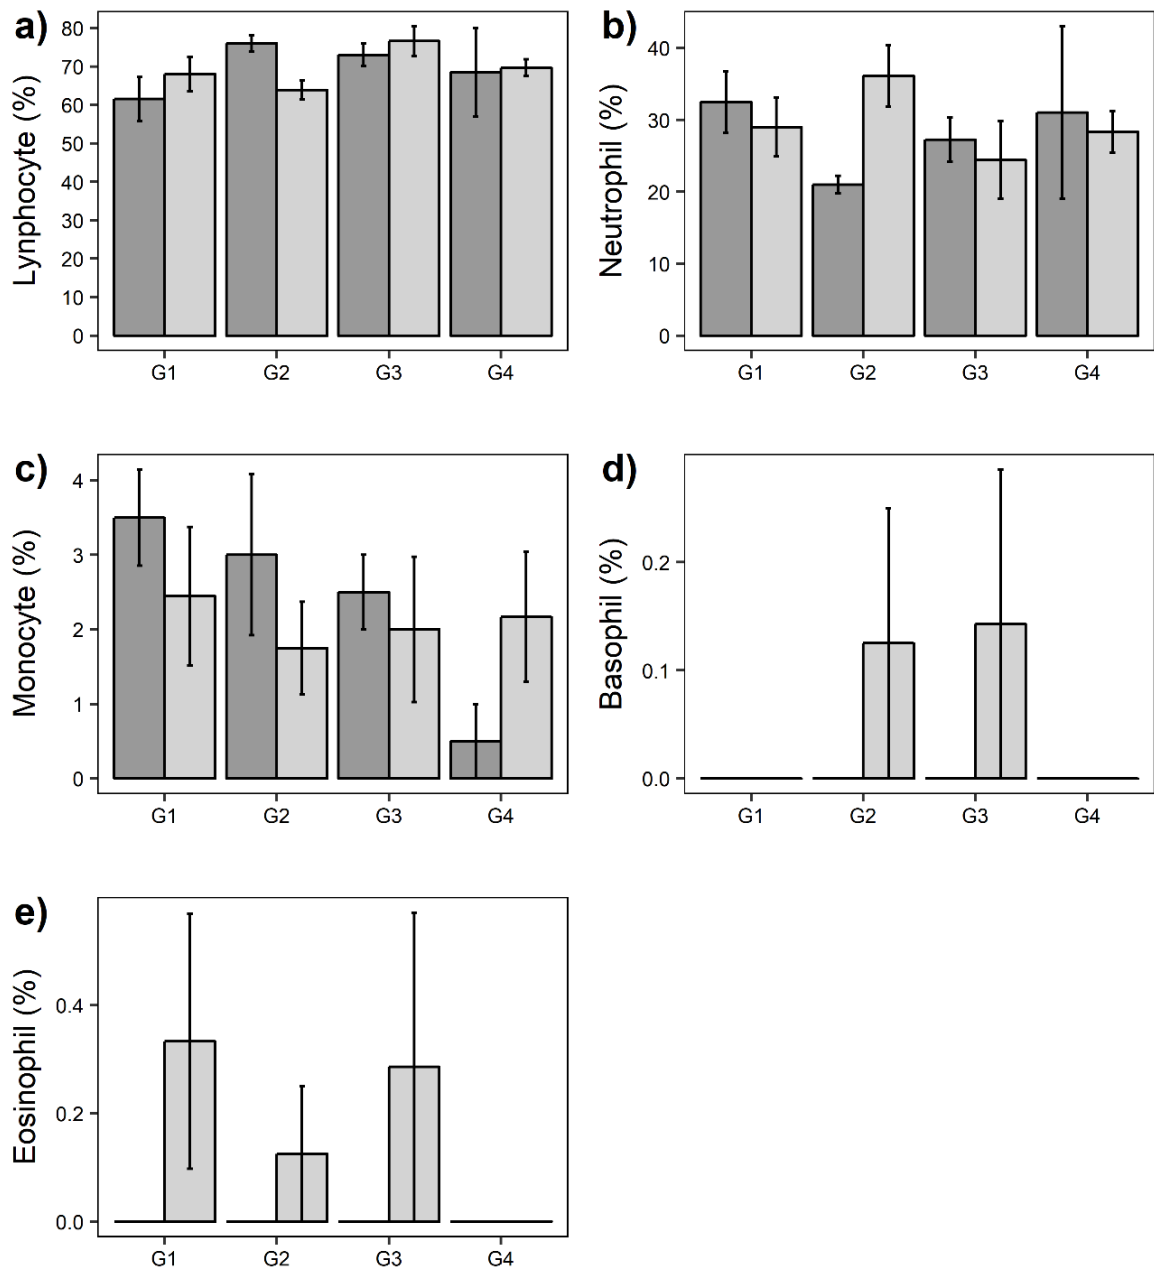 a)
Lynphocyte (%)
80
70
60
50
40
30
20
10
0
G1 G2 G3 G4
b)
Neutrophil (%)
40
30
20
10
0
G1 G2 G3 G4
c)
Monocyte (%)
4
3
2
1
0
G1 G2 G3 G4
d)
Basophil (%)
0.2
0.1
0.0
G1 G2 G3 G4
e)
Eosinophil (%)
0.4
0.2
0.0
G1 G2 G3 G4